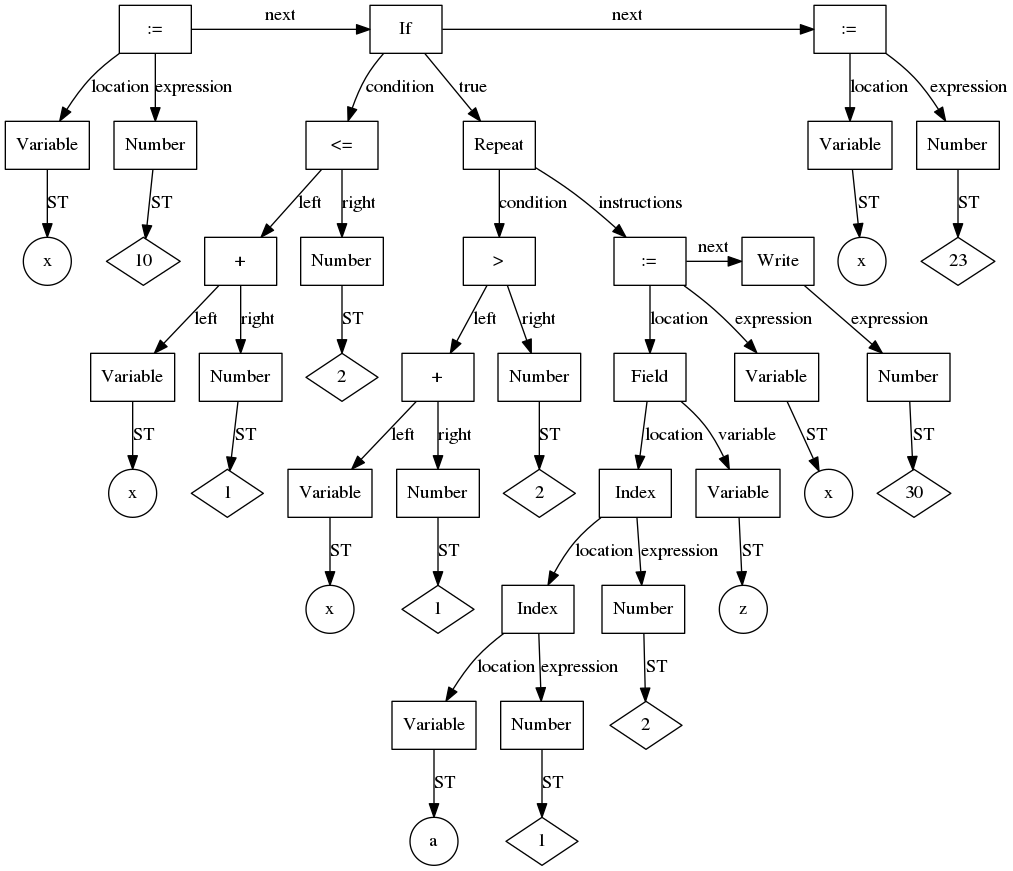 next next
:= If :=
location expression condition true location expression
Variable Number <= Repeat Variable Number
ST ST left right condition instructions ST ST
x 10 + Number > := next Write x 23
left right ST left right location expression expression
Variable Number 2 + Number Field Variable Number
ST ST left right ST location variable ST ST
x 1 Variable Number 2 Index Variable x 30
ST ST location expression ST
x 1 Index Number z
location expression ST
Variable Number 2
ST ST
a 1